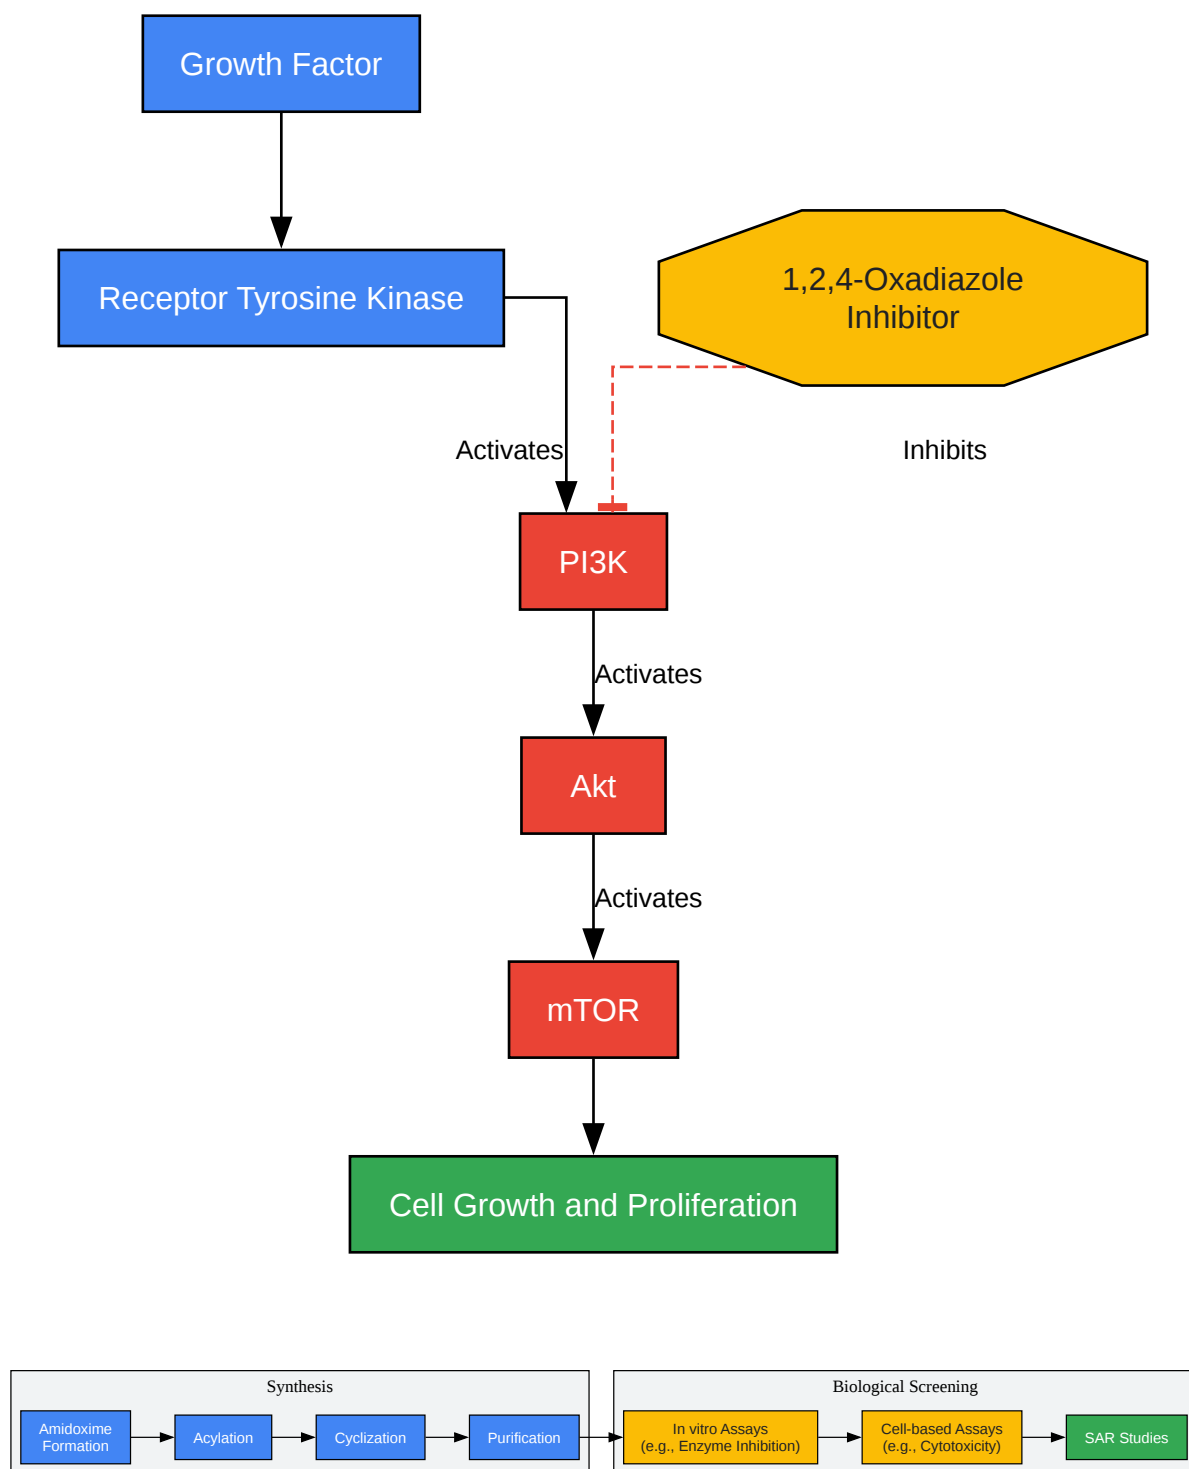 Growth Factor
Receptor Tyrosine Kinase
1,2,4-Oxadiazole
Inhibitor
Activates
Inhibits
PI3K
Activates
Akt
Activates
mTOR
Cell Growth and Proliferation
Synthesis
Amidoxime
Formation
Acylation
Cyclization
Purification
Biological Screening
In vitro Assays
(e.g., Enzyme Inhibition)
Cell-based Assays
(e.g., Cytotoxicity)
SAR Studies